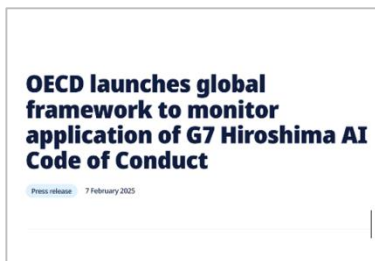 OECD launches global
framework to monitor
application of G7 Hiroshima AI
Code of Conduct
Press release 7 February 2025